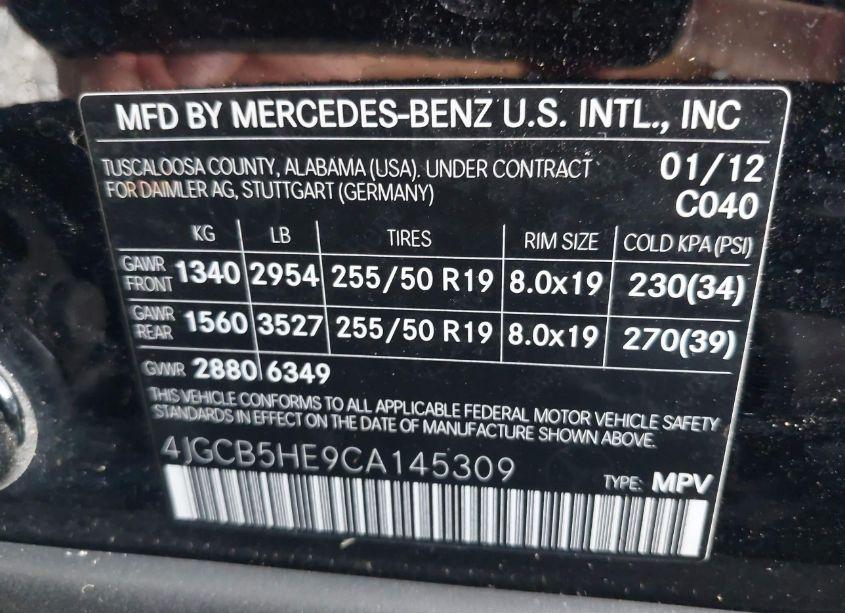 MFD BY MERCEDES-BENZ U.S. INTL., INC
TUSCALOOSA COUNTY, ALABAMA (USA). UNDER CONTRACT
FOR DAIMLER AG, STUTTGART (GERMANY)
01/12
C040
KG LB TIRES RIM SIZE COLD KPA (PSI)
GAWR FRONT 1340 2954 255/50 R19 8.0x19 230(34)
GAWR REAR 1560 3527 255/50 R19 8.0x19 270(39)
GVWR 2880 6349
THIS VEHICLE CONFORMS TO ALL APPLICABLE FEDERAL MOTOR VEHICLE SAFETY
STANDARDS IN EFFECT ON THE DATE OF MANUFACTURE SHOWN ABOVE.
4JGCB5HE9CA145309
TYPE: MPV